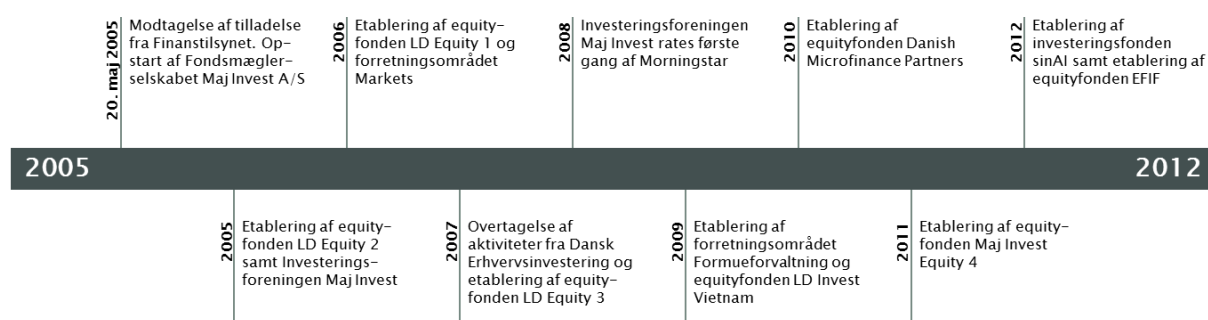 20. maj 2005
Modtagelse af tilladelse
fra Finanstilsynet. Op-
start af Fondsmægler-
selskabet Maj Invest A/S
2006
Etablering af equity-
fonden LD Equity 1 og
forretningsområdet
Markets
2008
Investeringsforeningen
Maj Invest rates første
gang af Morningstar
2010
Etablering af
equityfonden Danish
Microfinance Partners
2012
Etablering af
investeringsfonden
sinAI samt etablering af
equityfonden EFIF
2005
2012
2005
Etablering af equity-
fonden LD Equity 2
samt Investerings-
foreningen Maj Invest
2007
Overtagelse af
aktiviteter fra Dansk
Erhvervsinvestering og
etablering af equity-
fonden LD Equity 3
2009
Etablering af
forretningsområdet
Formueforvaltning og
equityfonden LD Invest
Vietnam
2011
Etablering af equity-
fonden Maj Invest
Equity 4